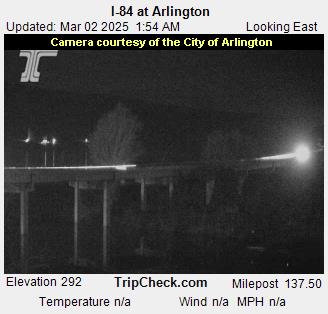 I-84 at Arlington
Updated: Mar 02 2025 1:54 AM Looking East
Camera courtesy of the City of Arlington
Elevation 292 TripCheck.com Milepost 137.50
Temperature n/a Wind n/a MPH n/a